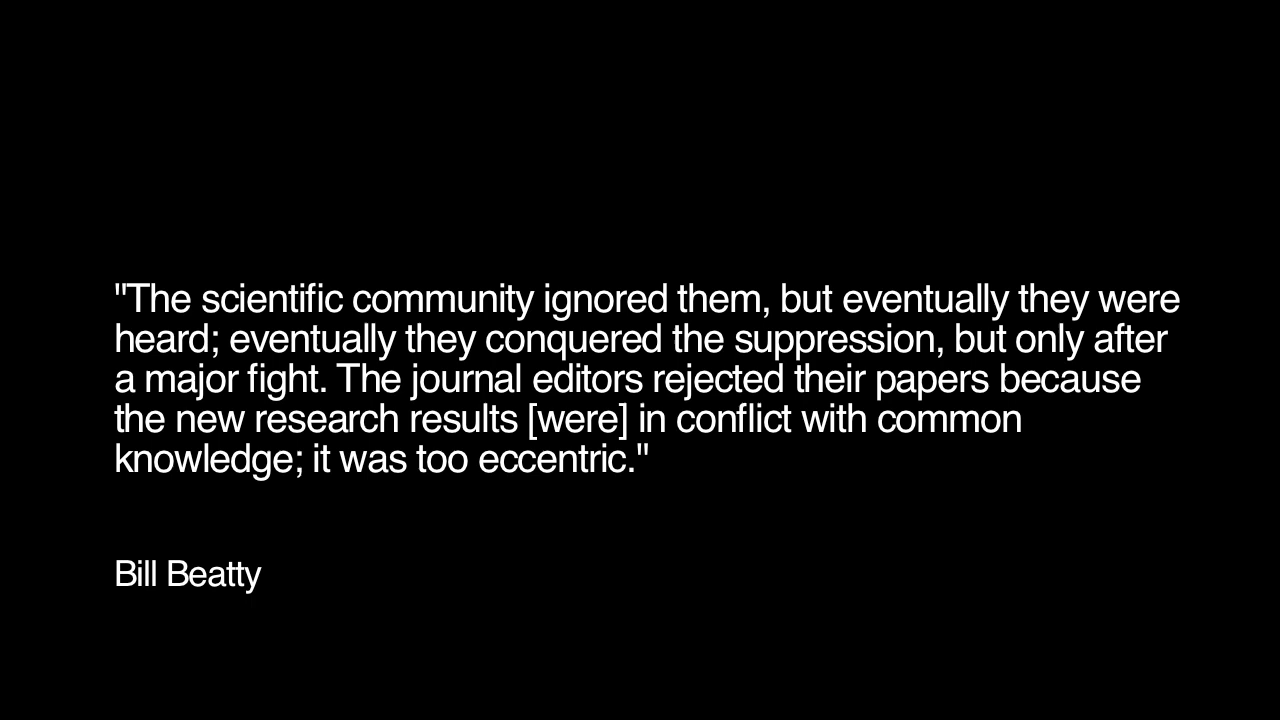 "The scientific community ignored them, but eventually they were
heard; eventually they conquered the suppression, but only after
a major fight. The journal editors rejected their papers because
the new research results [were] in conflict with common
knowledge; it was too eccentric."
Bill Beatty